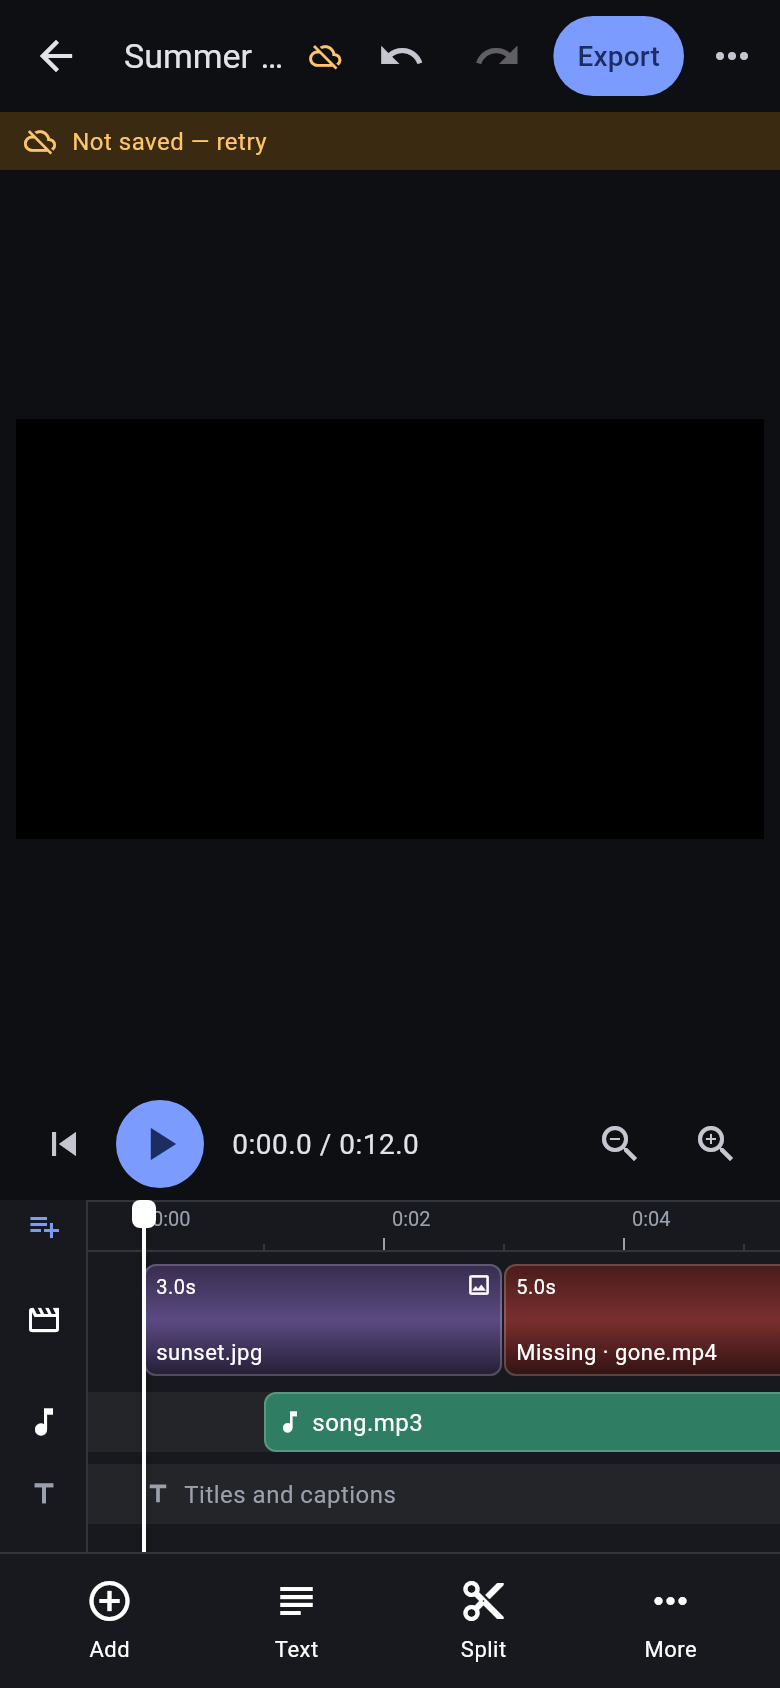 Summer ...
Export
Not saved — retry
0:00.0 / 0:12.0
0:00
0:02
0:04
3.0s
sunset.jpg
5.0s
Missing · gone.mp4
song.mp3
Titles and captions
Add
Text
Split
More